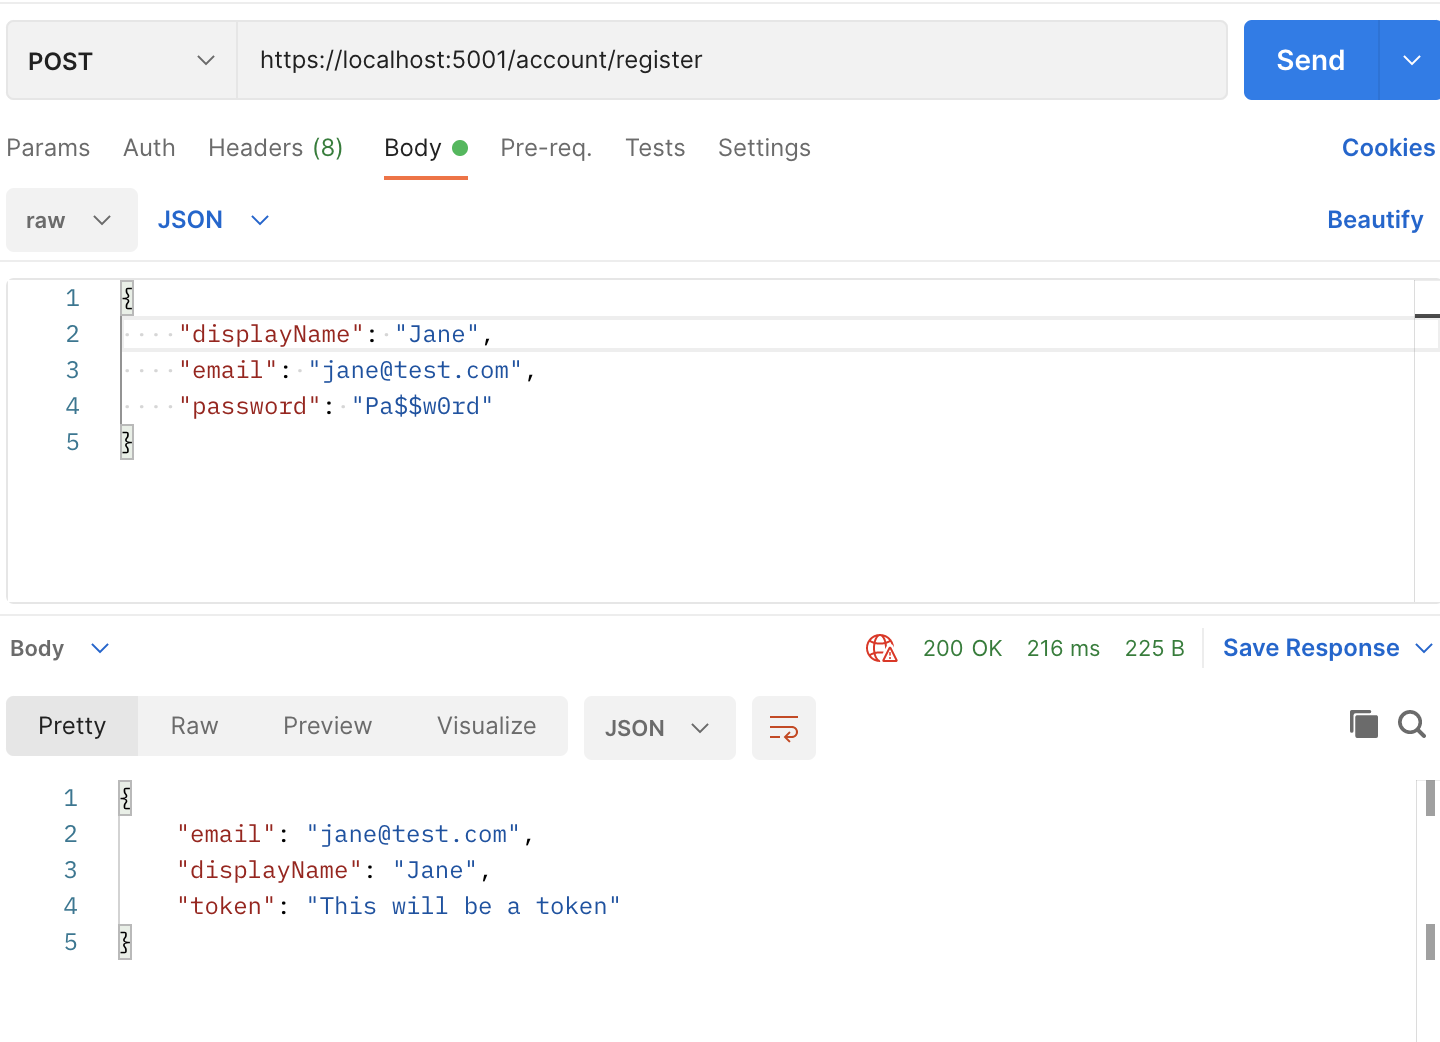 POST https://localhost:5001/account/register Send
Params Auth Headers (8) Body Pre-req. Tests Settings Cookies
raw JSON Beautify
1 {
2 "displayName": "Jane",
3 "email": "jane@test.com",
4 "password": "Pa$$w0rd"
5 }
Body 200 OK 216 ms 225 B Save Response
Pretty Raw Preview Visualize JSON
1 {
2 "email": "jane@test.com",
3 "displayName": "Jane",
4 "token": "This will be a token"
5 }